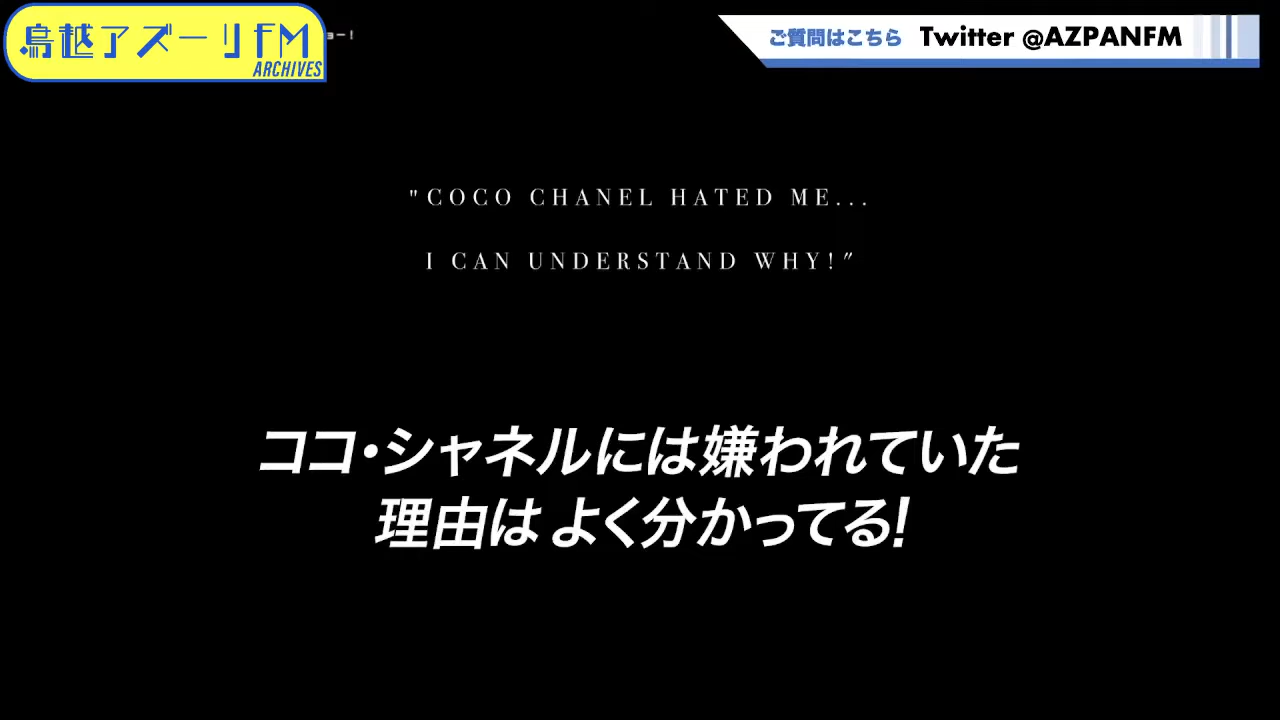 鳥越アズーリFM
ARCHIVES
ョー!
ご質問はこちら Twitter @AZPANFM
"COCO CHANEL HATED ME...
I CAN UNDERSTAND WHY!"
ココ・シャネルには嫌われていた
理由は よく分かってる!